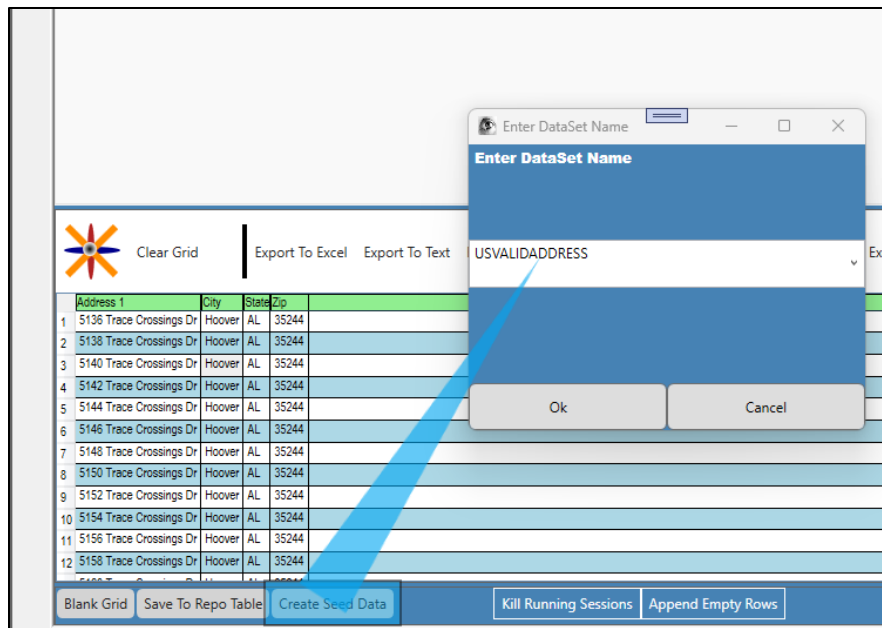 Enter DataSet Name
Enter DataSet Name
USVALIDADDRESS
Ok Cancel
Clear Grid Export To Excel Export To Text Ex
Address 1 City State Zip
1 5136 Trace Crossings Dr Hoover AL 35244
2 5138 Trace Crossings Dr Hoover AL 35244
3 5140 Trace Crossings Dr Hoover AL 35244
4 5142 Trace Crossings Dr Hoover AL 35244
5 5144 Trace Crossings Dr Hoover AL 35244
6 5146 Trace Crossings Dr Hoover AL 35244
7 5148 Trace Crossings Dr Hoover AL 35244
8 5150 Trace Crossings Dr Hoover AL 35244
9 5152 Trace Crossings Dr Hoover AL 35244
10 5154 Trace Crossings Dr Hoover AL 35244
11 5156 Trace Crossings Dr Hoover AL 35244
12 5158 Trace Crossings Dr Hoover AL 35244
Blank Grid Save To Repo Table Create Seed Data Kill Running Sessions Append Empty Rows